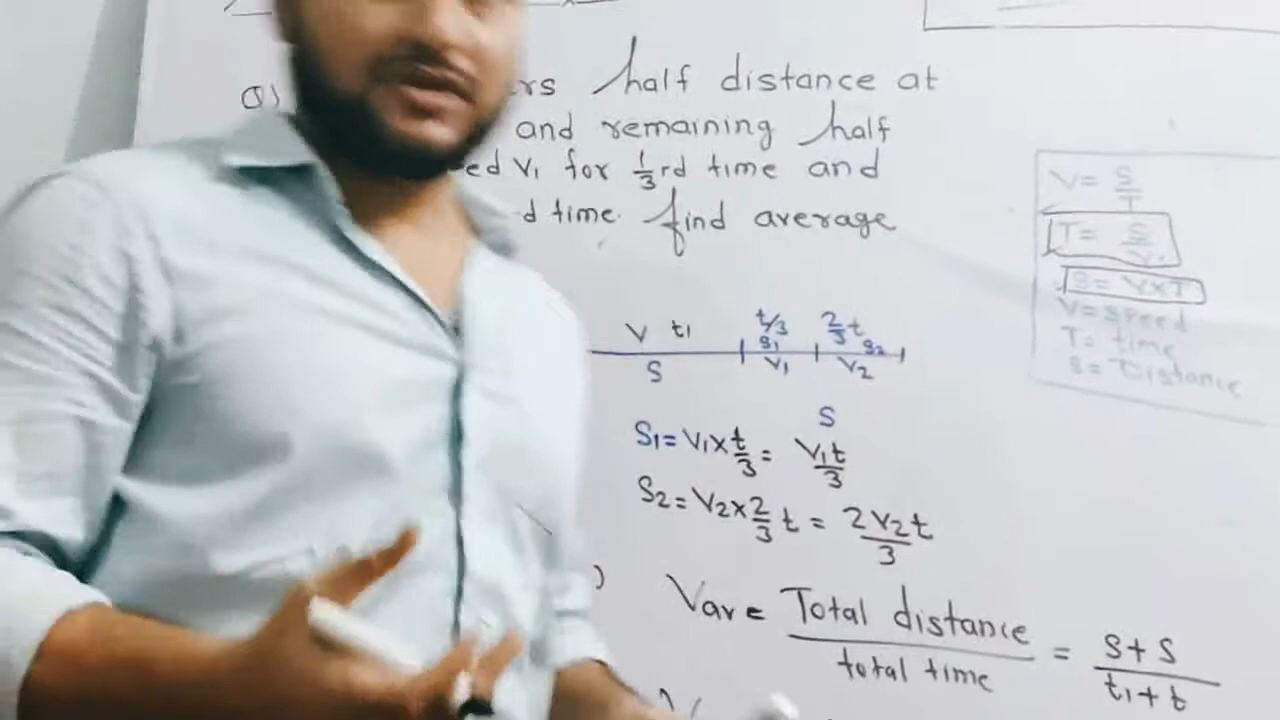 Q)
rs half distance at
and remaining half
ed V₁ for 1/3rd time and
d time. find average
V t₁ t/3 2/3 t
S₁ S₂
S V₁ V₂
S
S₁ = V₁ × t/3 = V₁t/3
S₂ = V₂ × 2/3 t = 2V₂t/3
Vave = Total distance / total time = S + S / t₁ + t
V = S/T
T = S/V
S = V×T
V = speed
T = time
S = Distance